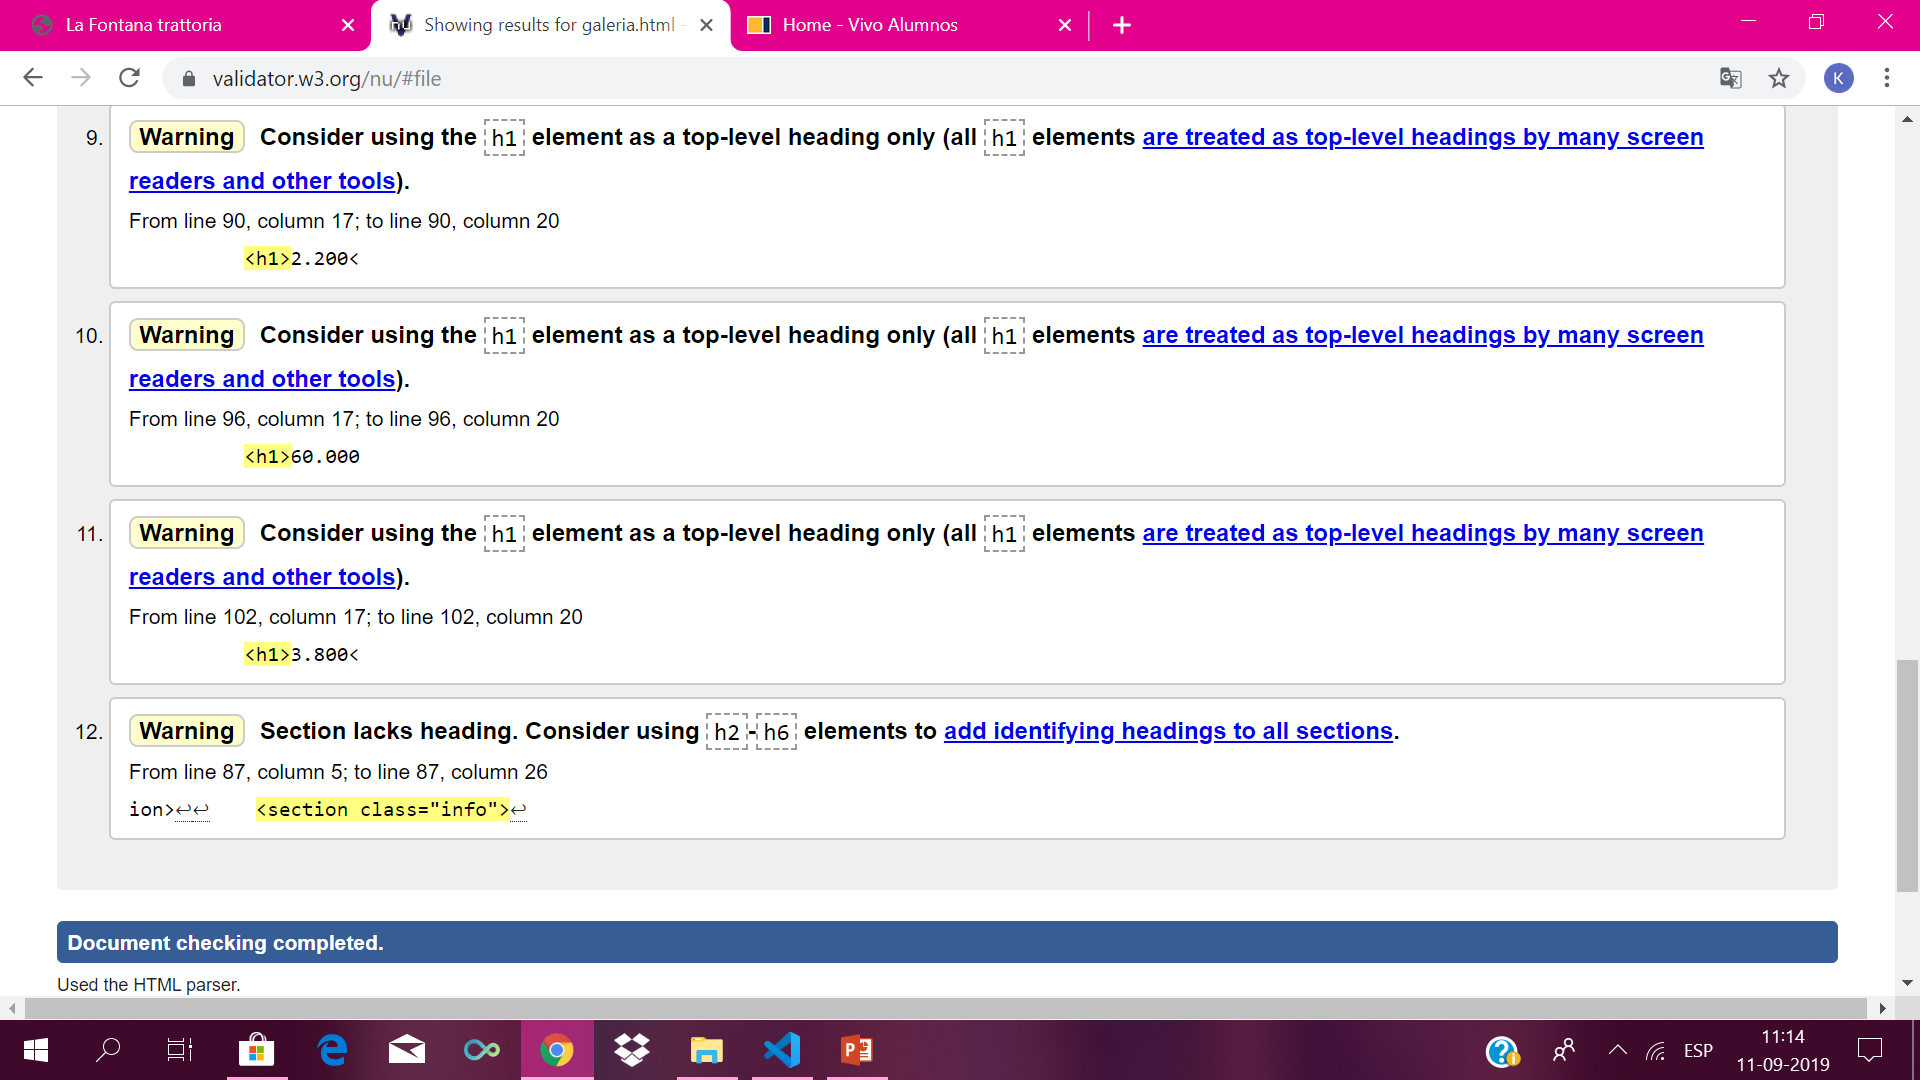 La Fontana trattoria
Showing results for galeria.html -
Home - Vivo Alumnos
validator.w3.org/nu/#file
K
9. Warning Consider using the h1 element as a top-level heading only (all h1 elements are treated as top-level headings by many screen
readers and other tools).
From line 90, column 17; to line 90, column 20
<h1>2.200<
10. Warning Consider using the h1 element as a top-level heading only (all h1 elements are treated as top-level headings by many screen
readers and other tools).
From line 96, column 17; to line 96, column 20
<h1>60.000
11. Warning Consider using the h1 element as a top-level heading only (all h1 elements are treated as top-level headings by many screen
readers and other tools).
From line 102, column 17; to line 102, column 20
<h1>3.800<
12. Warning Section lacks heading. Consider using h2-h6 elements to add identifying headings to all sections.
From line 87, column 5; to line 87, column 26
ion>↩↩ <section class="info">↩
Document checking completed.
Used the HTML parser.
ESP
11:14
11-09-2019